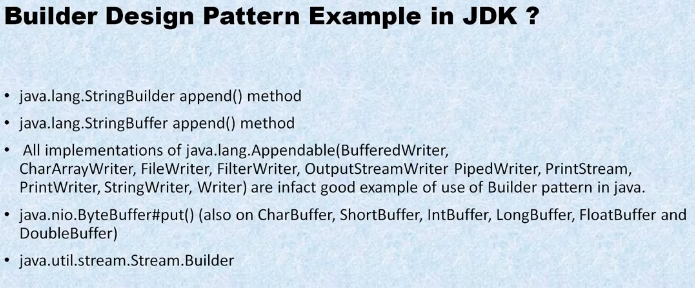 Builder Design Pattern Example in JDK ?
• java.lang.StringBuilder append() method
• java.lang.StringBuffer append() method
• All implementations of java.lang.Appendable(BufferedWriter,
CharArrayWriter, FileWriter, FilterWriter, OutputStreamWriter PipedWriter, PrintStream,
PrintWriter, StringWriter, Writer) are infact good example of use of Builder pattern in java.
• java.nio.ByteBuffer#put() (also on CharBuffer, ShortBuffer, IntBuffer, LongBuffer, FloatBuffer and
DoubleBuffer)
• java.util.stream.Stream.Builder